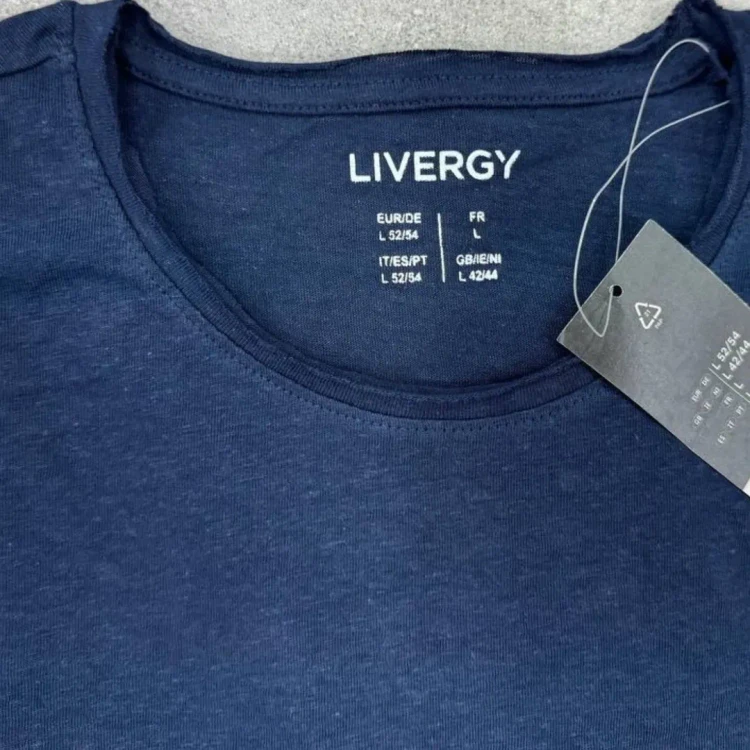 LIVERGY
EUR/DE
L 52/54
FR
L
IT/ES/PT
L 52/54
GB/IE/NI
L 42/44
L 52/54
L 42/44
L